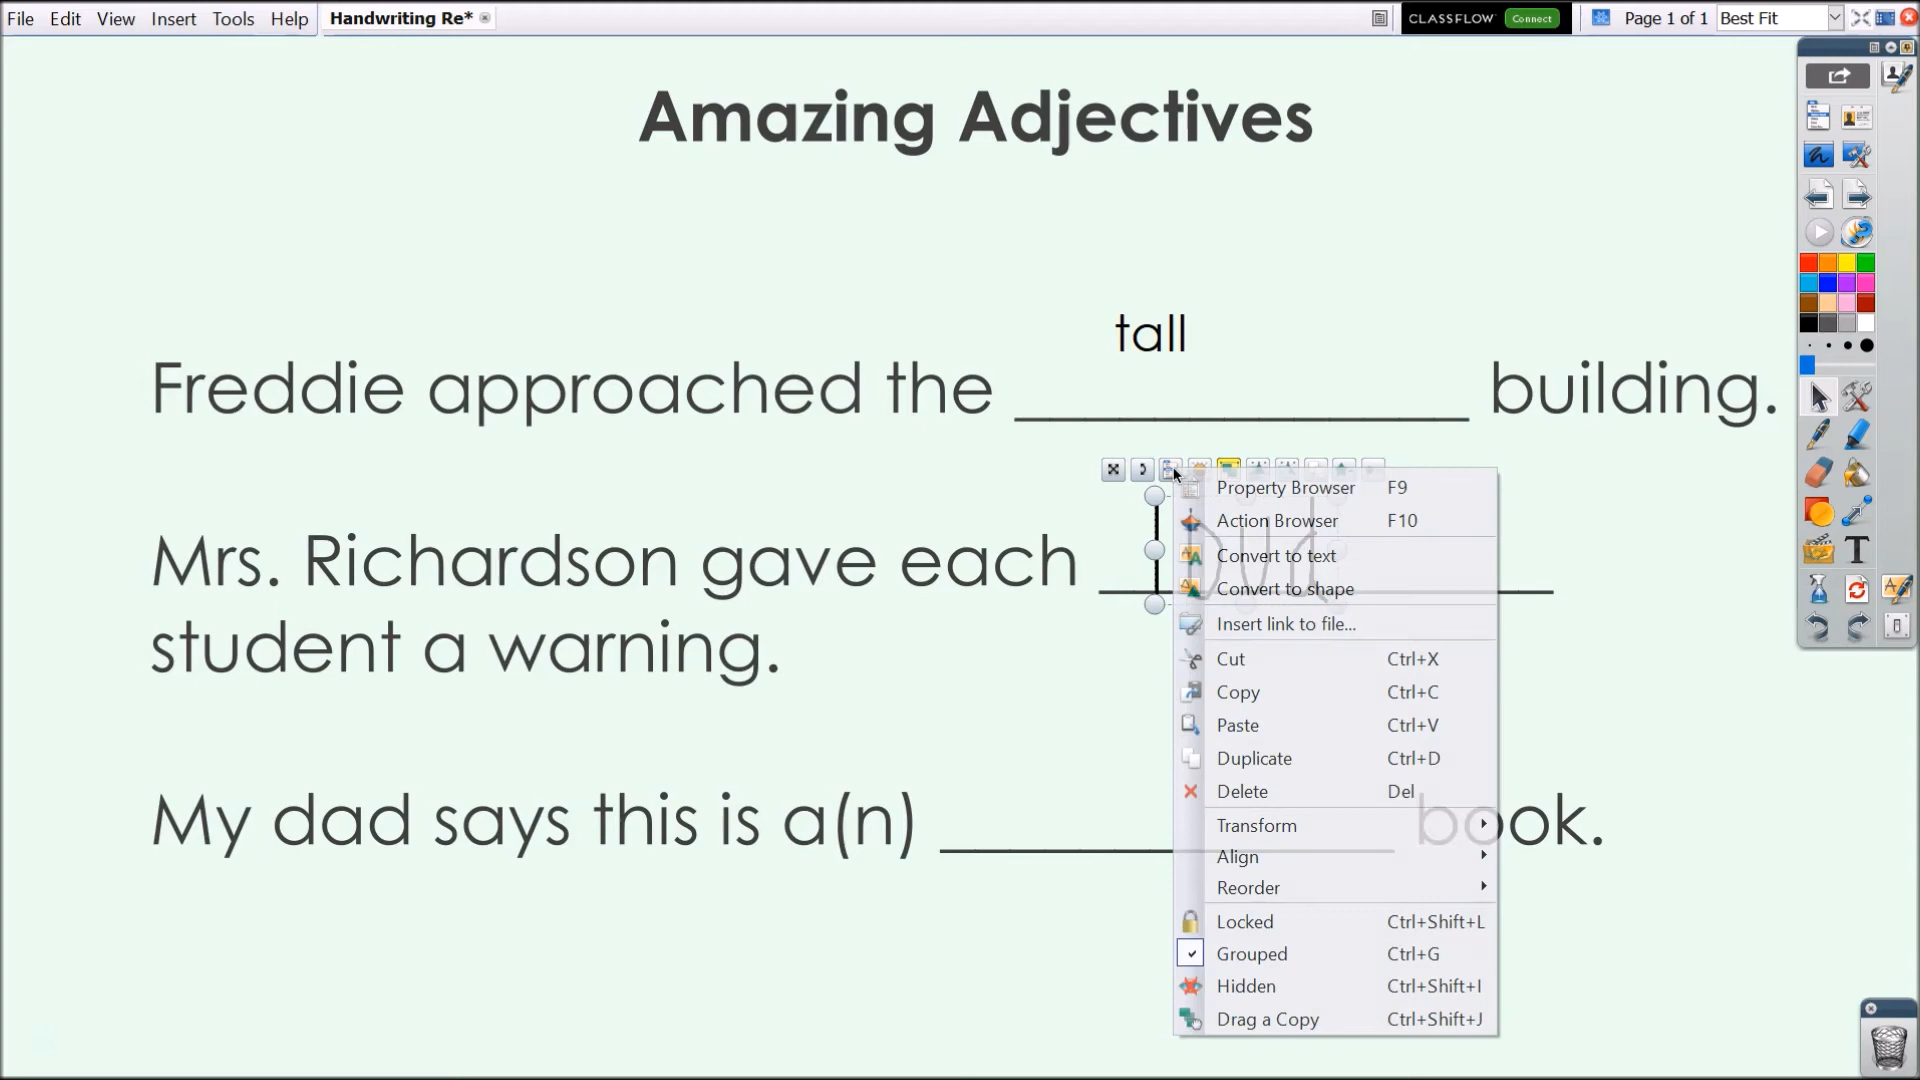 File Edit View Insert Tools Help Handwriting Re* CLASSFLOW Connect Page 1 of 1 Best Fit
Amazing Adjectives
tall
Freddie approached the _____________ building.
Mrs. Richardson gave each _____________
student a warning.
My dad says this is a(n) _____________ book.
loud
Property Browser F9
Action Browser F10
Convert to text
Convert to shape
Insert link to file...
Cut Ctrl+X
Copy Ctrl+C
Paste Ctrl+V
Duplicate Ctrl+D
Delete Del
Transform
Align
Reorder
Locked Ctrl+Shift+L
Grouped Ctrl+G
Hidden Ctrl+Shift+I
Drag a Copy Ctrl+Shift+J